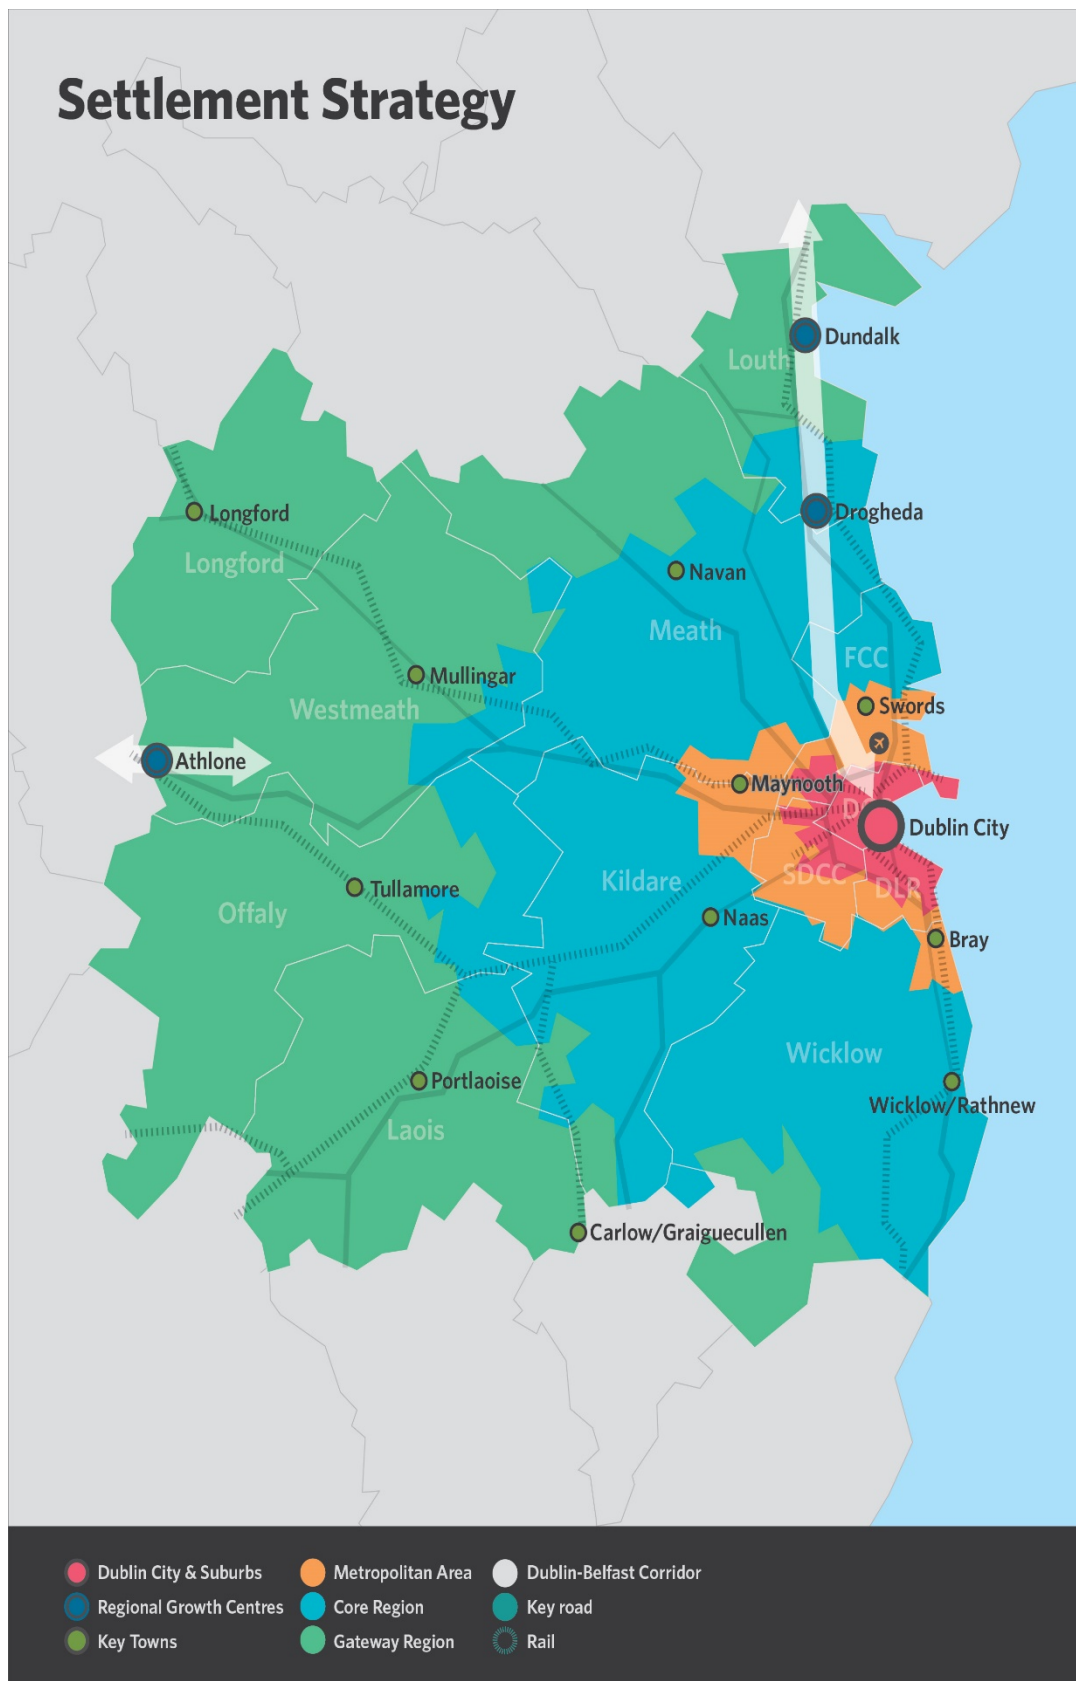 Settlement Strategy
Dundalk
Louth
Longford
Drogheda
Longford
Navan
Meath
FCC
Mullingar
Westmeath
Swords
Athlone
Maynooth
Dublin City
Kildare
SDCC
DLR
Tullamore
Offaly
Naas
Bray
Wicklow
Portlaoise
Wicklow/Rathnew
Laois
Carlow/Graiguecullen
Dublin City & Suburbs
Metropolitan Area
Dublin-Belfast Corridor
Regional Growth Centres
Core Region
Key road
Key Towns
Gateway Region
Rail